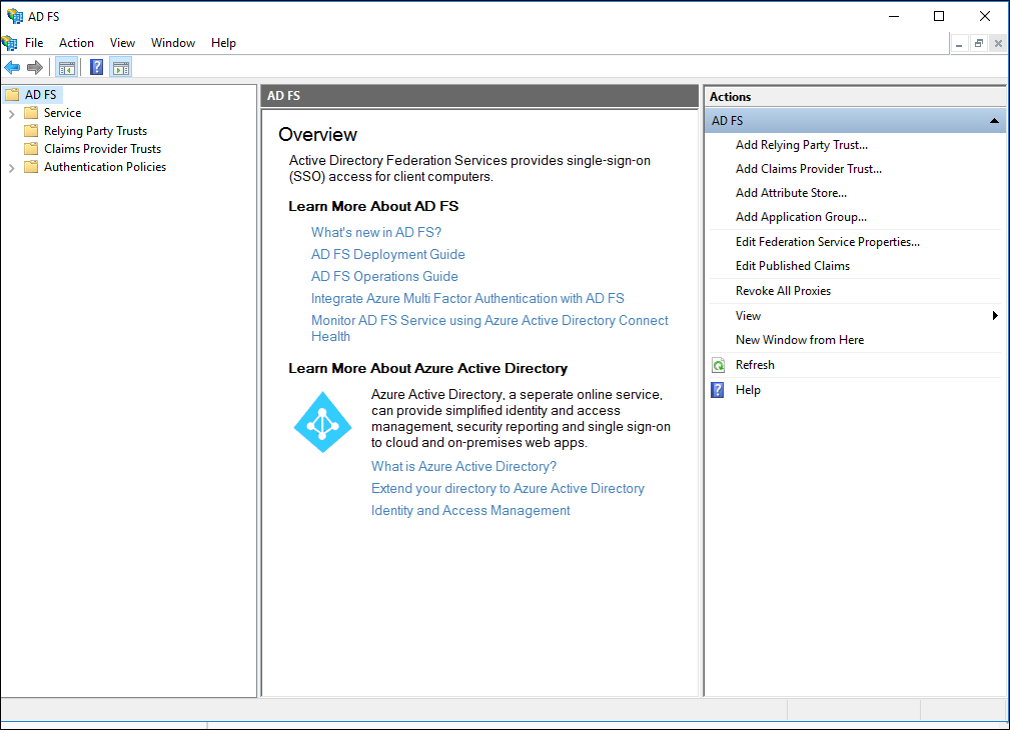 AD FS
File Action View Window Help
AD FS
Service
Relying Party Trusts
Claims Provider Trusts
Authentication Policies
AD FS
Overview
Active Directory Federation Services provides single-sign-on
(SSO) access for client computers.
Learn More About AD FS
What's new in AD FS?
AD FS Deployment Guide
AD FS Operations Guide
Integrate Azure Multi Factor Authentication with AD FS
Monitor AD FS Service using Azure Active Directory Connect
Health
Learn More About Azure Active Directory
Azure Active Directory, a seperate online service,
can provide simplified identity and access
management, security reporting and single sign-on
to cloud and on-premises web apps.
What is Azure Active Directory?
Extend your directory to Azure Active Directory
Identity and Access Management
Actions
AD FS
Add Relying Party Trust...
Add Claims Provider Trust...
Add Attribute Store...
Add Application Group...
Edit Federation Service Properties...
Edit Published Claims
Revoke All Proxies
View
New Window from Here
Refresh
Help